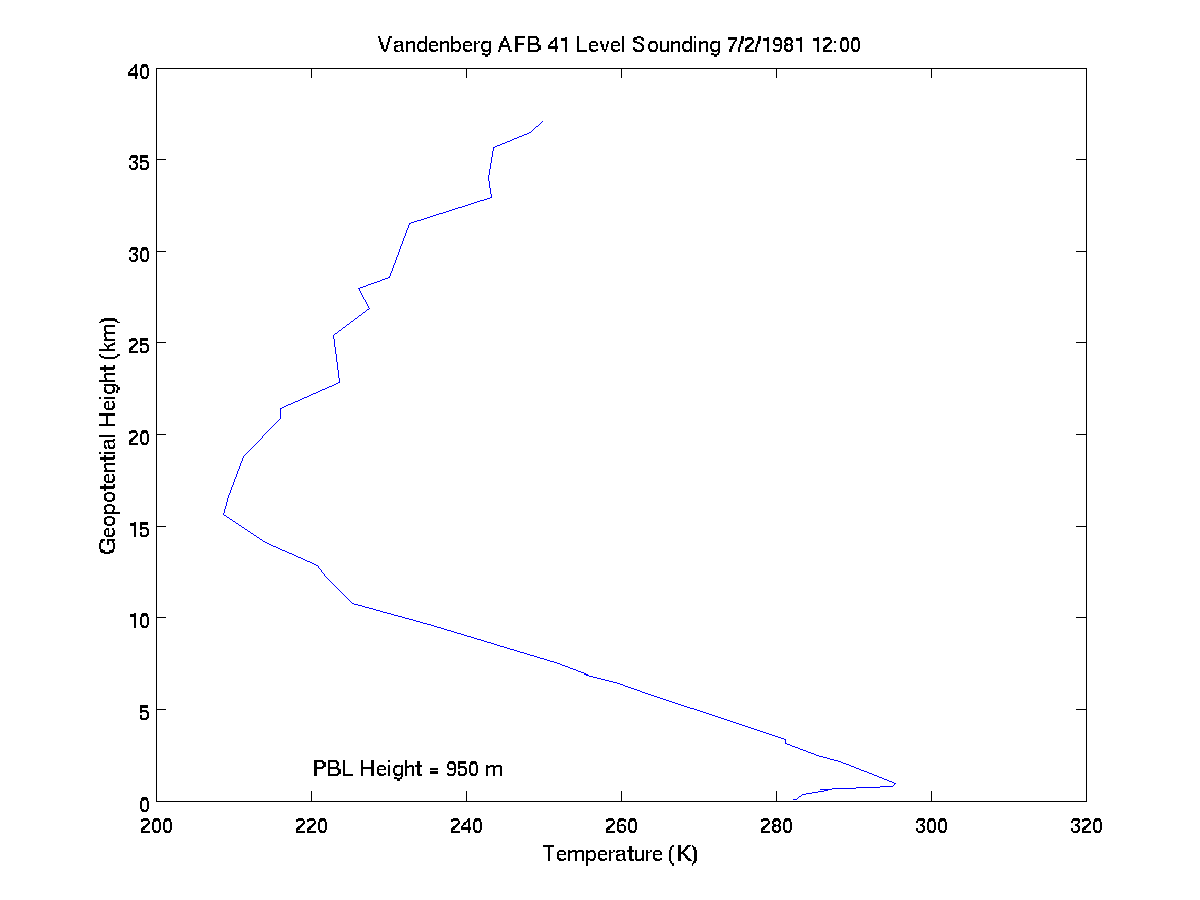 Vandenberg AFB 41 Level Sounding 7/2/1981 12:00
40
35
30
25
20
15
10
5
0
Geopotential Height (km)
PBL Height = 950 m
200 220 240 260 280 300 320
Temperature (K)